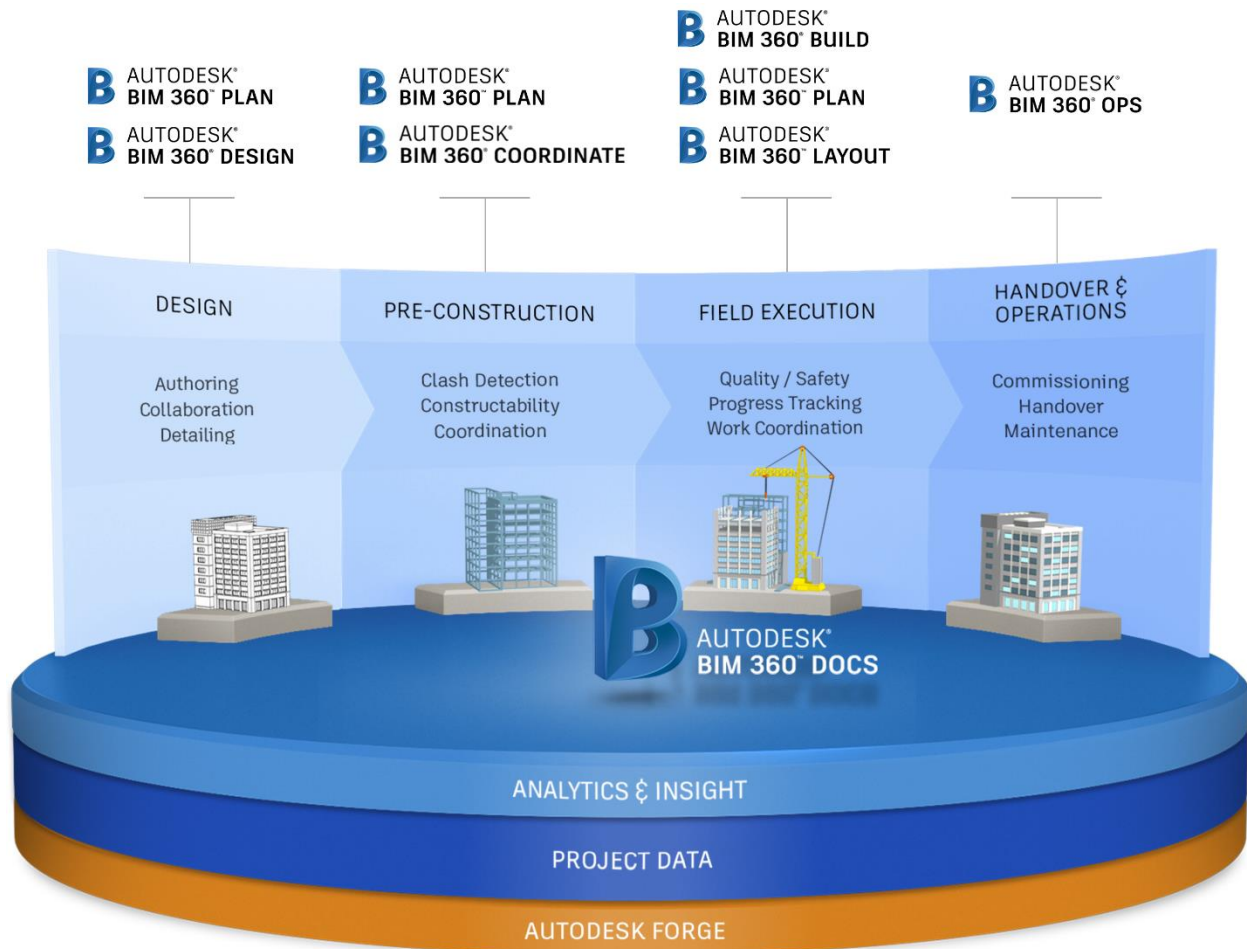 AUTODESK®
BIM 360™ PLAN
AUTODESK®
BIM 360® DESIGN
AUTODESK®
BIM 360™ PLAN
AUTODESK®
BIM 360® COORDINATE
AUTODESK®
BIM 360® BUILD
AUTODESK®
BIM 360™ PLAN
AUTODESK®
BIM 360™ LAYOUT
AUTODESK®
BIM 360® OPS
DESIGN
Authoring
Collaboration
Detailing
PRE-CONSTRUCTION
Clash Detection
Constructability
Coordination
FIELD EXECUTION
Quality / Safety
Progress Tracking
Work Coordination
HANDOVER &
OPERATIONS
Commissioning
Handover
Maintenance
AUTODESK®
BIM 360™ DOCS
ANALYTICS & INSIGHT
PROJECT DATA
AUTODESK FORGE